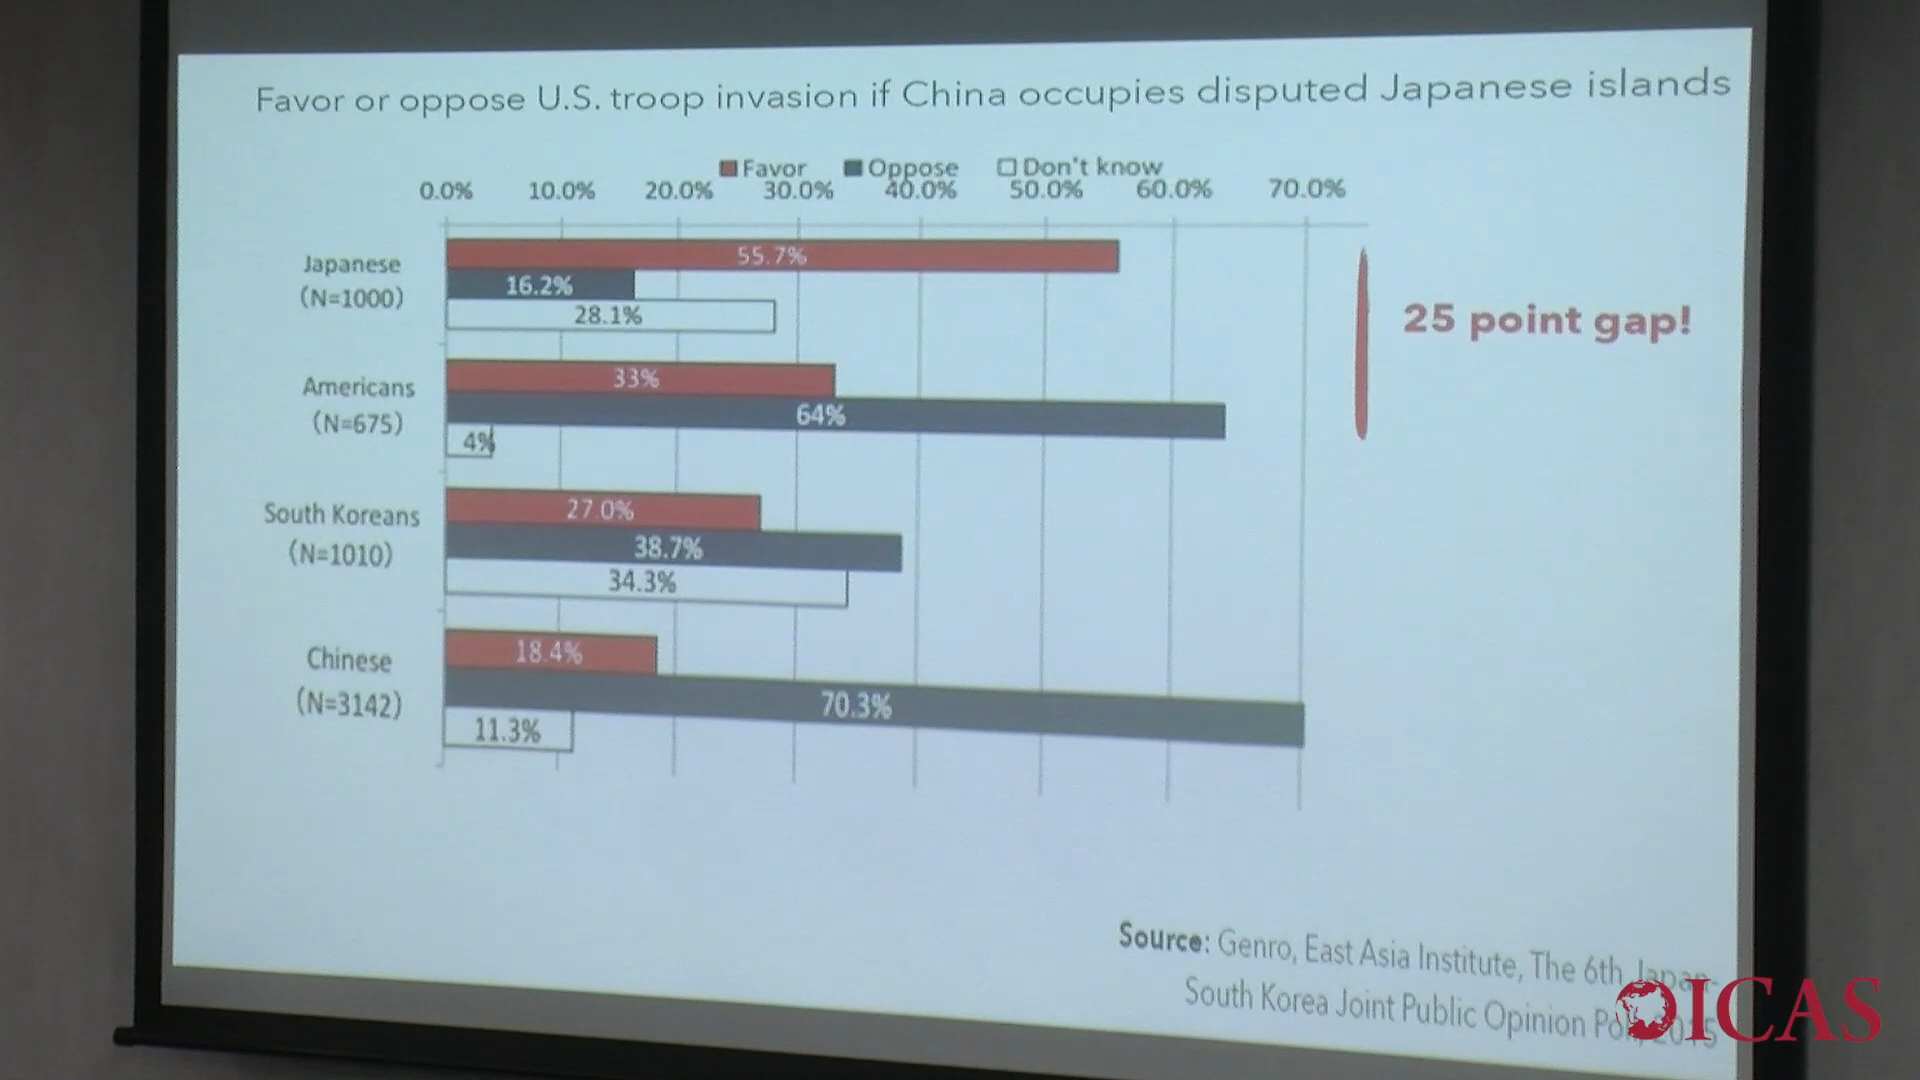 Favor or oppose U.S. troop invasion if China occupies disputed Japanese islands
Favor Oppose Don't know
0.0% 10.0% 20.0% 30.0% 40.0% 50.0% 60.0% 70.0%
Japanese
(N=1000)
55.7%
16.2%
28.1%
25 point gap!
Americans
(N=675)
33%
64%
4%
South Koreans
(N=1010)
27.0%
38.7%
34.3%
Chinese
(N=3142)
18.4%
70.3%
11.3%
Source: Genro, East Asia Institute, The 6th Japan-
South Korea Joint Public Opinion Poll, 2015
ICAS